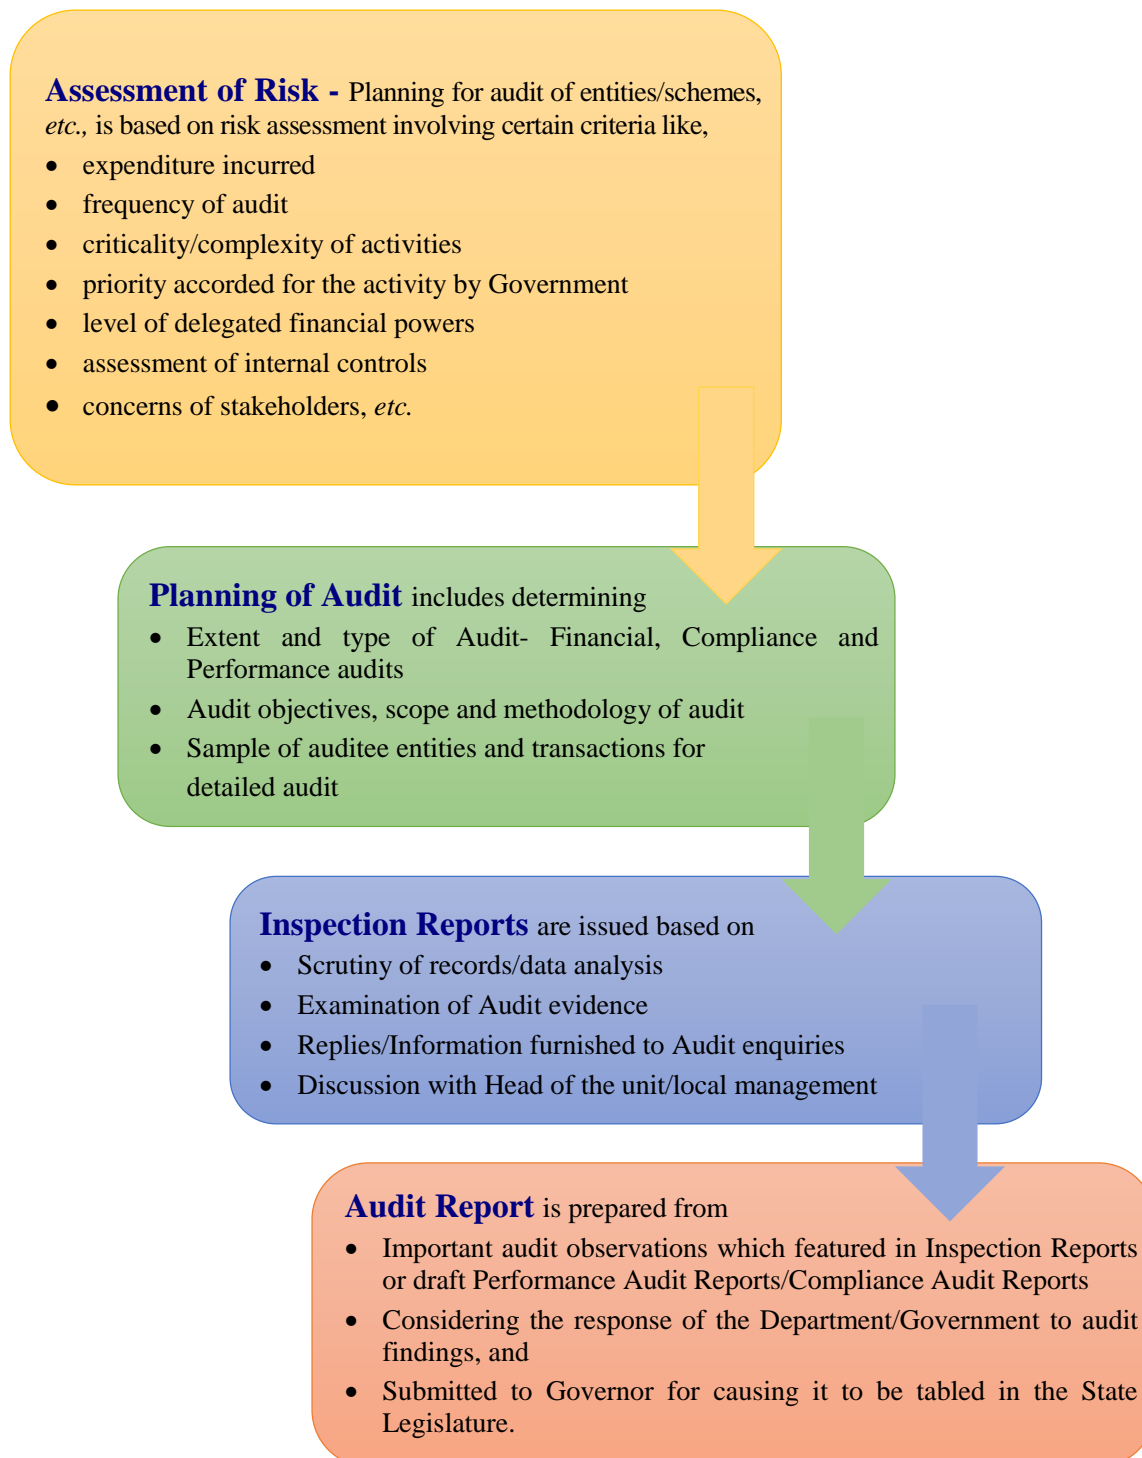 Assessment of Risk - Planning for audit of entities/schemes,
etc., is based on risk assessment involving certain criteria like,
• expenditure incurred
• frequency of audit
• criticality/complexity of activities
• priority accorded for the activity by Government
• level of delegated financial powers
• assessment of internal controls
• concerns of stakeholders, etc.
Planning of Audit includes determining
• Extent and type of Audit- Financial, Compliance and
Performance audits
• Audit objectives, scope and methodology of audit
• Sample of auditee entities and transactions for
detailed audit
Inspection Reports are issued based on
• Scrutiny of records/data analysis
• Examination of Audit evidence
• Replies/Information furnished to Audit enquiries
• Discussion with Head of the unit/local management
Audit Report is prepared from
• Important audit observations which featured in Inspection Reports
or draft Performance Audit Reports/Compliance Audit Reports
• Considering the response of the Department/Government to audit
findings, and
• Submitted to Governor for causing it to be tabled in the State
Legislature.